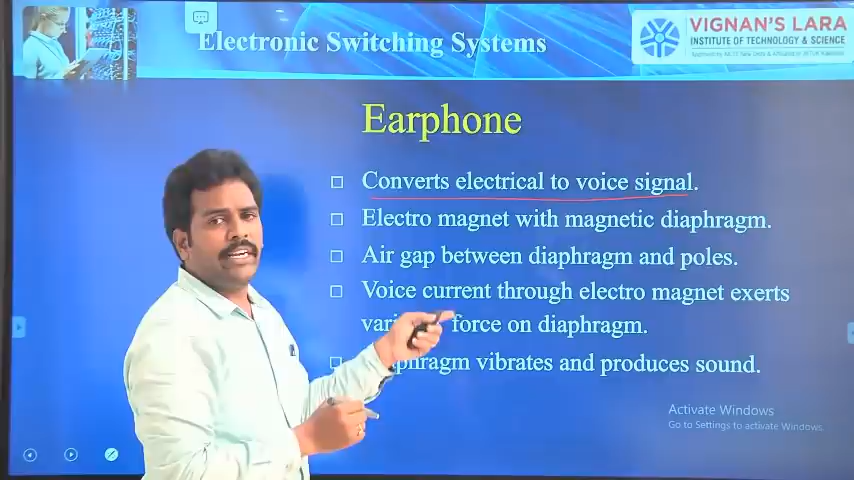 Electronic Switching Systems
VIGNAN'S LARA
INSTITUTE OF TECHNOLOGY & SCIENCE
Earphone
Converts electrical to voice signal.
Electro magnet with magnetic diaphragm.
Air gap between diaphragm and poles.
Voice current through electro magnet exerts
force on diaphragm.
vibrates and produces sound.
Activate Windows
Go to Settings to activate Windows.